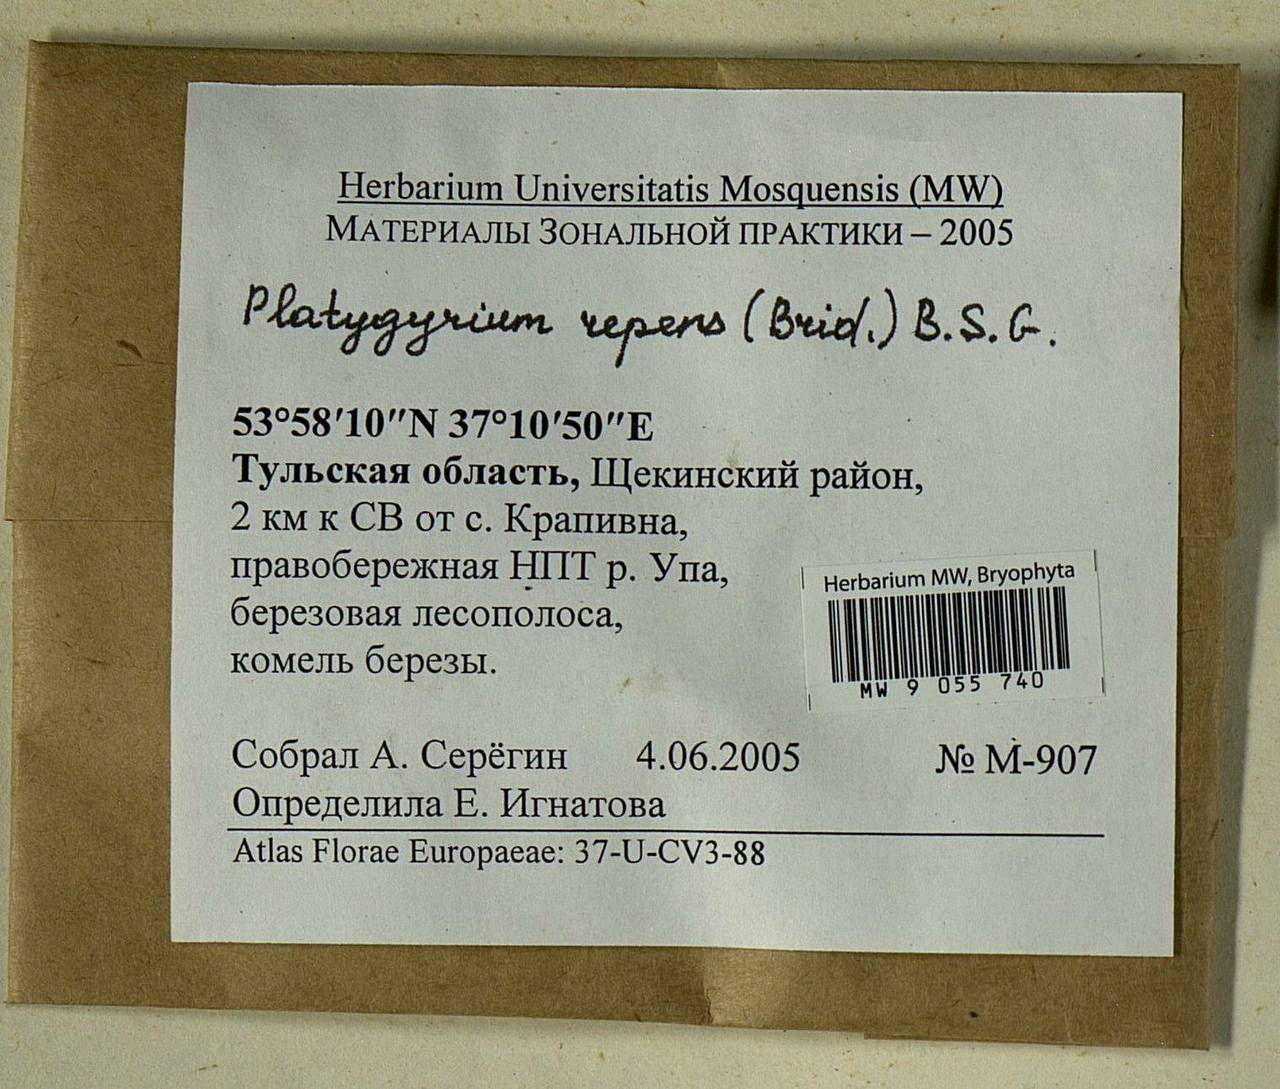 Herbarium Universitatis Mosquensis (MW)
МАТЕРИАЛЫ ЗОНАЛЬНОЙ ПРАКТИКИ – 2005
Platygyrium repens (Brid.) B.S.G.
53°58′10″N 37°10′50″E
Тульская область, Щекинский район,
2 км к СВ от с. Крапивна,
правобережная НПТ р. Упа,
березовая лесополоса,
комель березы.
Herbarium MW, Bryophyta
MW 9 055 740
Собрал А. Серёгин 4.06.2005 № М-907
Определила Е. Игнатова
Atlas Florae Europaeae: 37-U-CV3-88